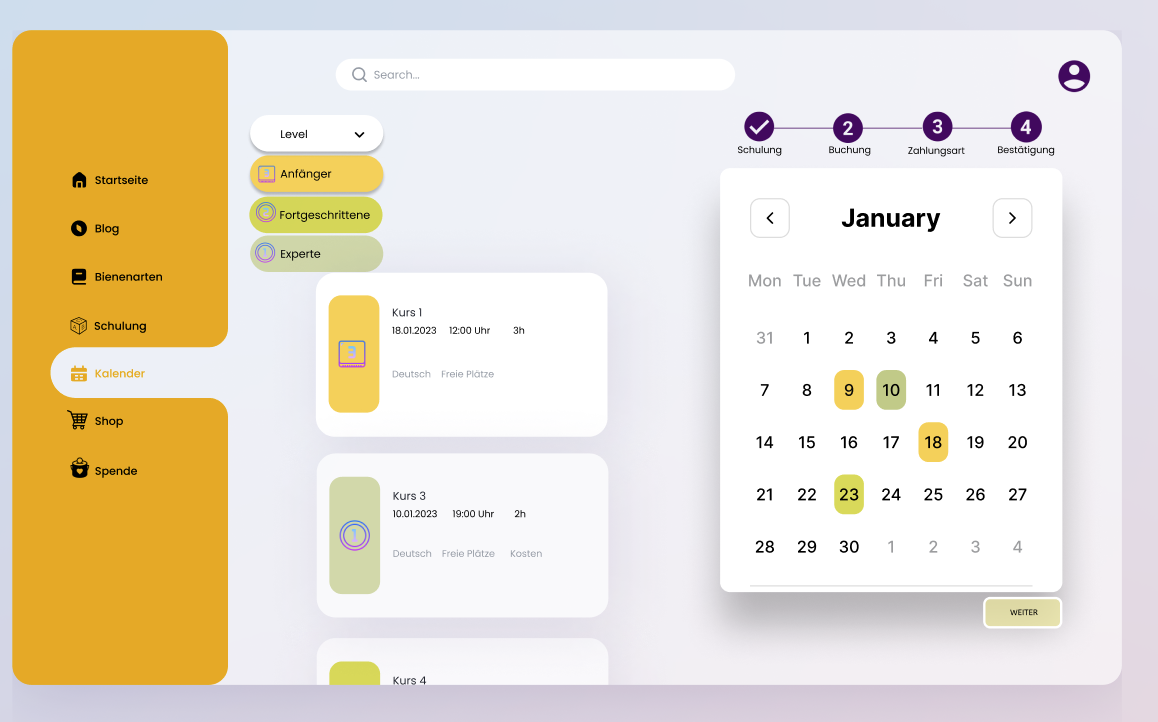 Search...
Startseite
Blog
Bienenarten
Schulung
Kalender
Shop
Spende
Level
Anfänger
Fortgeschrittene
Experte
Kurs 1
18.01.2023 12:00 Uhr 3h
3
Deutsch Freie Plätze
Kurs 3
10.01.2023 19:00 Uhr 2h
1
Deutsch Freie Plätze Kosten
Kurs 4
2 3 4
Schulung Buchung Zahlungsart Bestätigung
January
Mon Tue Wed Thu Fri Sat Sun
31 1 2 3 4 5 6
7 8 9 10 11 12 13
14 15 16 17 18 19 20
21 22 23 24 25 26 27
28 29 30 1 2 3 4
WEITER